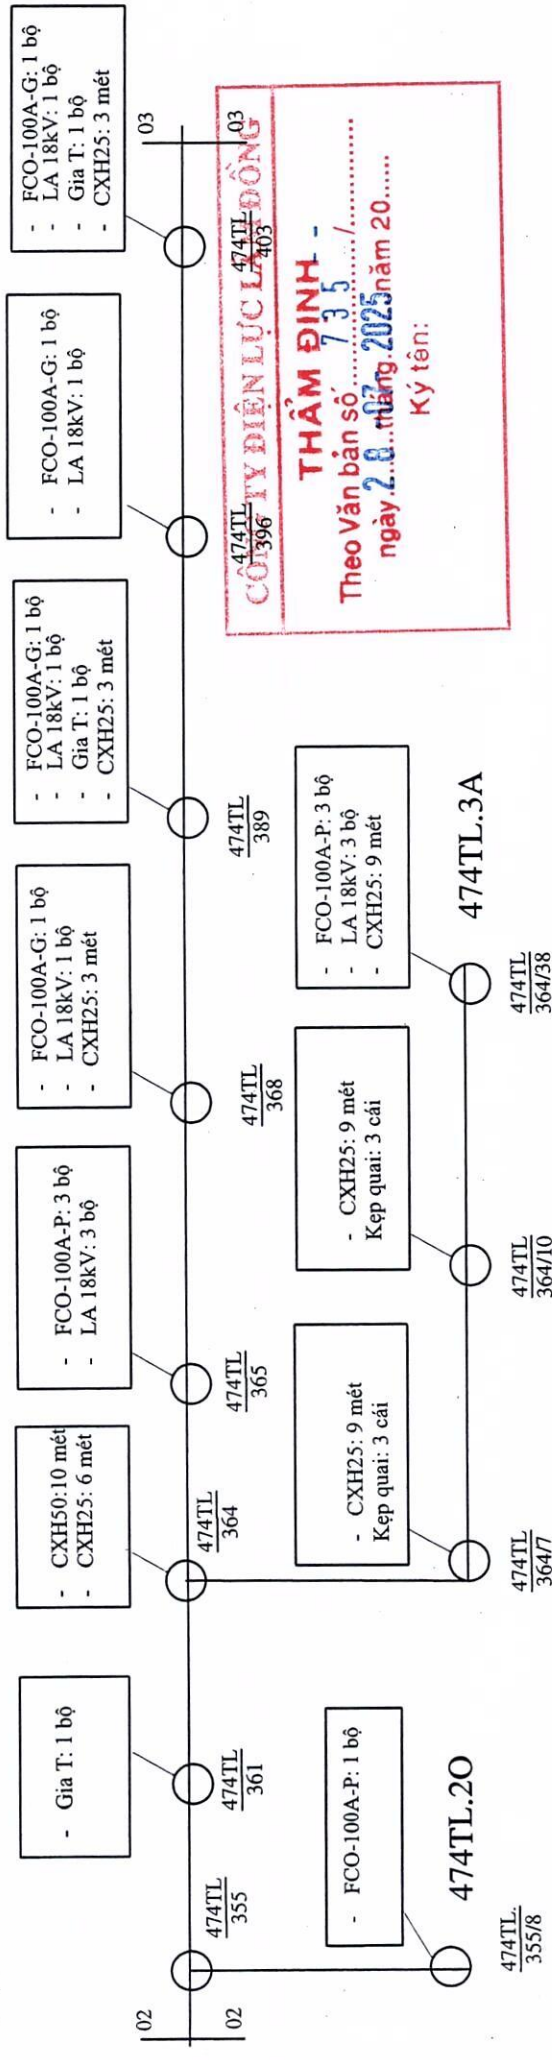 02
02
474TL
355
- Gia T: 1 bộ
474TL
361
- CXH50:10 mét
- CXH25: 6 mét
474TL
364
- FCO-100A-P: 3 bộ
- LA 18kV: 3 bộ
474TL
365
- FCO-100A-G: 1 bộ
- LA 18kV: 1 bộ
- CXH25: 3 mét
474TL
368
- FCO-100A-G: 1 bộ
- LA 18kV: 1 bộ
- Gia T: 1 bộ
- CXH25: 3 mét
474TL
389
- FCO-100A-G: 1 bộ
- LA 18kV: 1 bộ
474TL
396
- FCO-100A-G: 1 bộ
- LA 18kV: 1 bộ
- Gia T: 1 bộ
- CXH25: 3 mét
474TL
403
03
03
- FCO-100A-P: 1 bộ
474TL.
355/8
474TL.2O
- CXH25: 9 mét
Kẹp quai: 3 cái
474TL
364/7
- CXH25: 9 mét
Kẹp quai: 3 cái
474TL
364/10
- FCO-100A-P: 3 bộ
- LA 18kV: 3 bộ
- CXH25: 9 mét
474TL
364/38
474TL.3A
CÔNG TY ĐIỆN LỰC LÂM ĐỒNG
THẨM ĐỊNH
Theo Văn bản số 735 /
ngày 28 -07- 2025 tháng năm 20......
Ký tên: